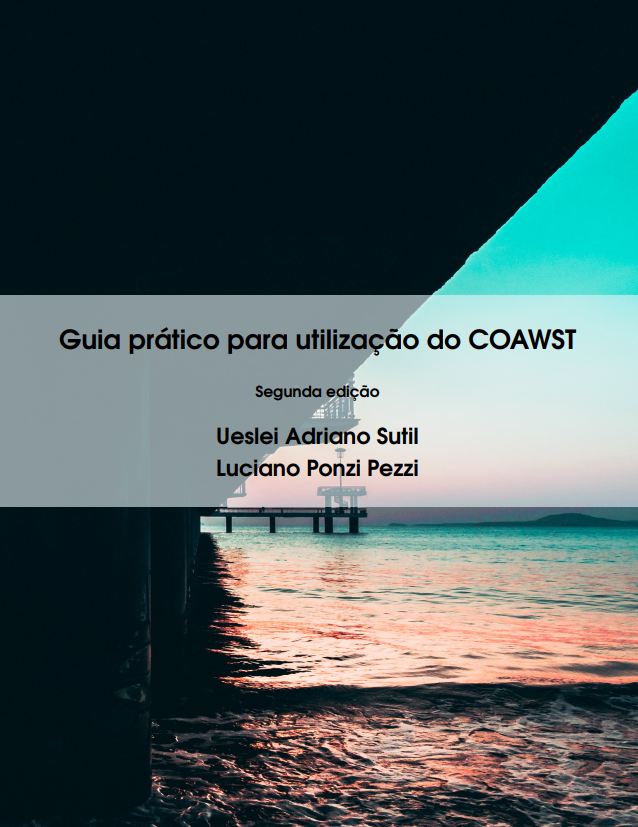 Guia prático para utilização do COAWST
Segunda edição
Ueslei Adriano Sutil
Luciano Ponzi Pezzi